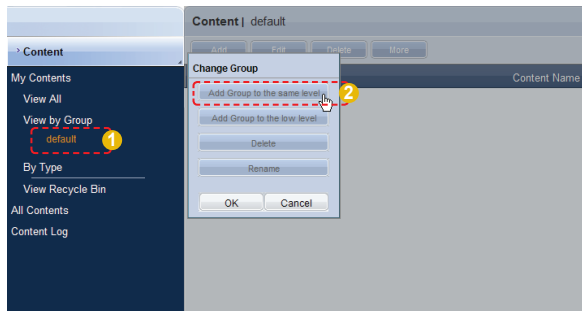 Content | default
› Content
Add Edit Delete More
Change Group
My Contents
Content Name
View All
Add Group to the same level
2
View by Group
Add Group to the low level
default
1
Delete
By Type
Rename
View Recycle Bin
OK Cancel
All Contents
Content Log